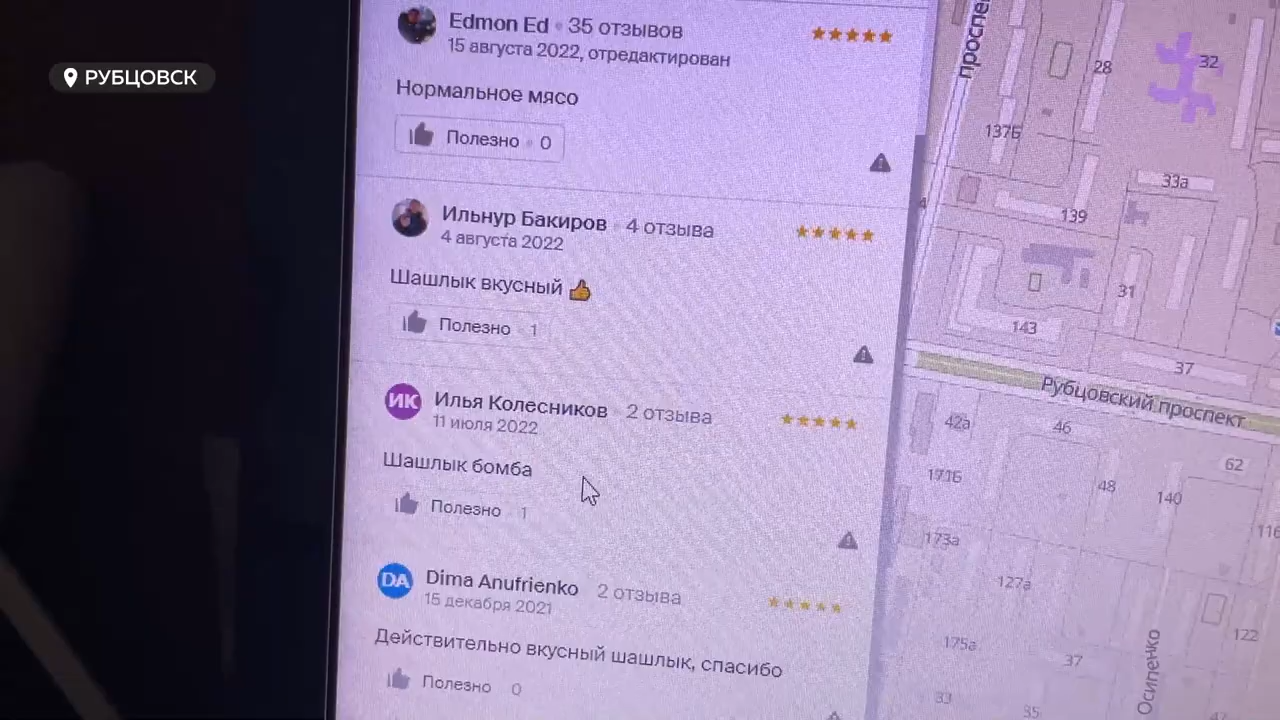 РУБЦОВСК
Edmon Ed • 35 отзывов
15 августа 2022, отредактирован
Нормальное мясо
Полезно • 0
Ильнур Бакиров • 4 отзыва
4 августа 2022
Шашлык вкусный 👍
Полезно • 1
ИК
Илья Колесников 2 отзыва
11 июля 2022
Шашлык бомба
Полезно 1
DA
Dima Anufrienko 2 отзыва
15 декабря 2021
Действительно вкусный шашлык, спасибо
Полезно 0
проспе
28
32
137Б
33а
4
139
31
143
37
Рубцовский проспект
42а
46
62
171Б
48
140
116
173а
127а
122
175а
37
Осипенко
33
35